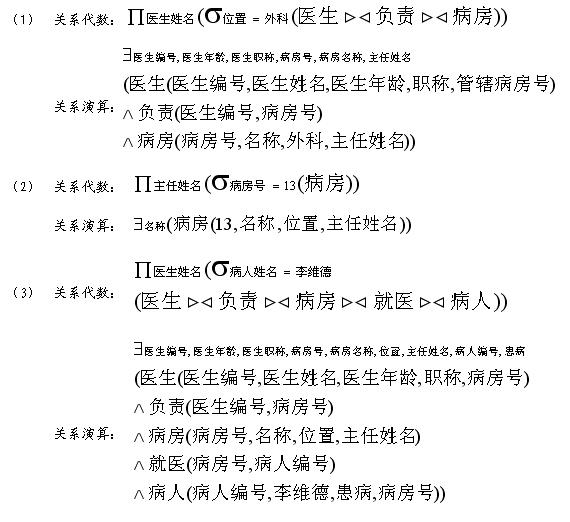 (1) 关系代数: ∏医生姓名(σ位置 = 外科(医生 ▷◁ 负责 ▷◁ 病房))
∃医生编号,医生年龄,医生职称,病房号,病房名称,主任姓名
(医生(医生编号,医生姓名,医生年龄,职称,管辖病房号)
关系演算: ∧ 负责(医生编号,病房号)
∧ 病房(病房号,名称,外科,主任姓名))
(2) 关系代数: ∏主任姓名(σ病房号 = 13(病房))
关系演算: ∃名称(病房(13,名称,位置,主任姓名))
∏医生姓名(σ病人姓名 = 李维德
(3) 关系代数: (医生 ▷◁ 负责 ▷◁ 病房 ▷◁ 就医 ▷◁ 病人))
∃医生编号,医生年龄,医生职称,病房号,病房名称,位置,主任姓名,病人编号,患病
(医生(医生编号,医生姓名,医生年龄,职称,病房号)
∧ 负责(医生编号,病房号)
关系演算: ∧ 病房(病房号,名称,位置,主任姓名)
∧ 就医(病房号,病人编号)
∧ 病人(病人编号,李维德,患病,病房号))